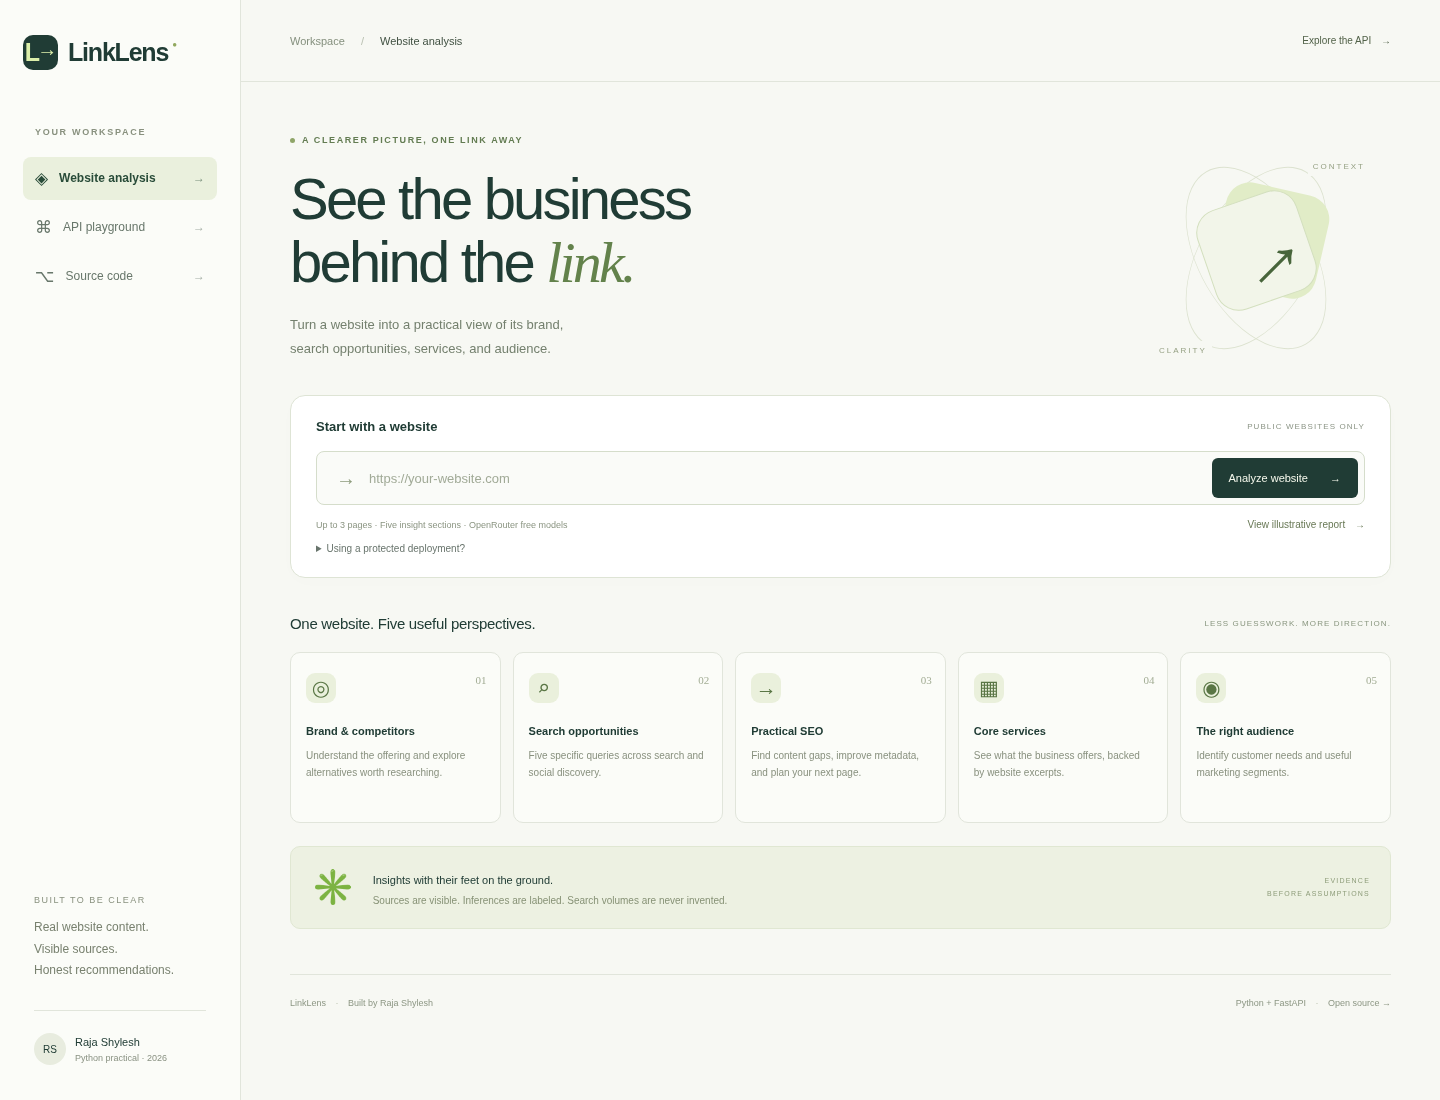 L→ LinkLens
YOUR WORKSPACE
◈ Website analysis →
⌘ API playground →
⌥ Source code →
BUILT TO BE CLEAR
Real website content.
Visible sources.
Honest recommendations.
RS
Raja Shylesh
Python practical · 2026
Workspace / Website analysis
Explore the API →
A CLEARER PICTURE, ONE LINK AWAY
See the business
behind the link.
Turn a website into a practical view of its brand,
search opportunities, services, and audience.
CONTEXT
↗
CLARITY
Start with a website
PUBLIC WEBSITES ONLY
→ https://your-website.com
Analyze website →
Up to 3 pages · Five insight sections · OpenRouter free models
View illustrative report →
▶ Using a protected deployment?
One website. Five useful perspectives.
LESS GUESSWORK. MORE DIRECTION.
◎ 01
Brand & competitors
Understand the offering and explore
alternatives worth researching.
⌕ 02
Search opportunities
Five specific queries across search and
social discovery.
→ 03
Practical SEO
Find content gaps, improve metadata,
and plan your next page.
▦ 04
Core services
See what the business offers, backed
by website excerpts.
◉ 05
The right audience
Identify customer needs and useful
marketing segments.
✳ Insights with their feet on the ground.
Sources are visible. Inferences are labeled. Search volumes are never invented.
EVIDENCE
BEFORE ASSUMPTIONS
LinkLens · Built by Raja Shylesh
Python + FastAPI · Open source →